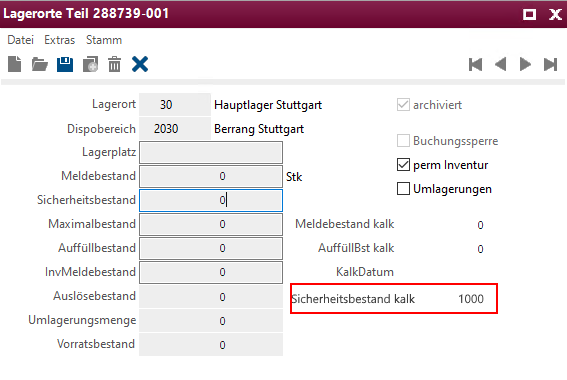 Lagerorte Teil 288739-001
Datei Extras Stamm
Lagerort 30 Hauptlager Stuttgart archiviert
Dispobereich 2030 Berrang Stuttgart
Lagerplatz Buchungssperre
Meldebestand 0 Stk perm Inventur
Sicherheitsbestand 0 Umlagerungen
Maximalbestand 0 Meldebestand kalk 0
Auffüllbestand 0 AuffüllBst kalk 0
InvMeldebestand 0 KalkDatum
Auslösebestand 0 Sicherheitsbestand kalk 1000
Umlagerungsmenge 0
Vorratsbestand 0